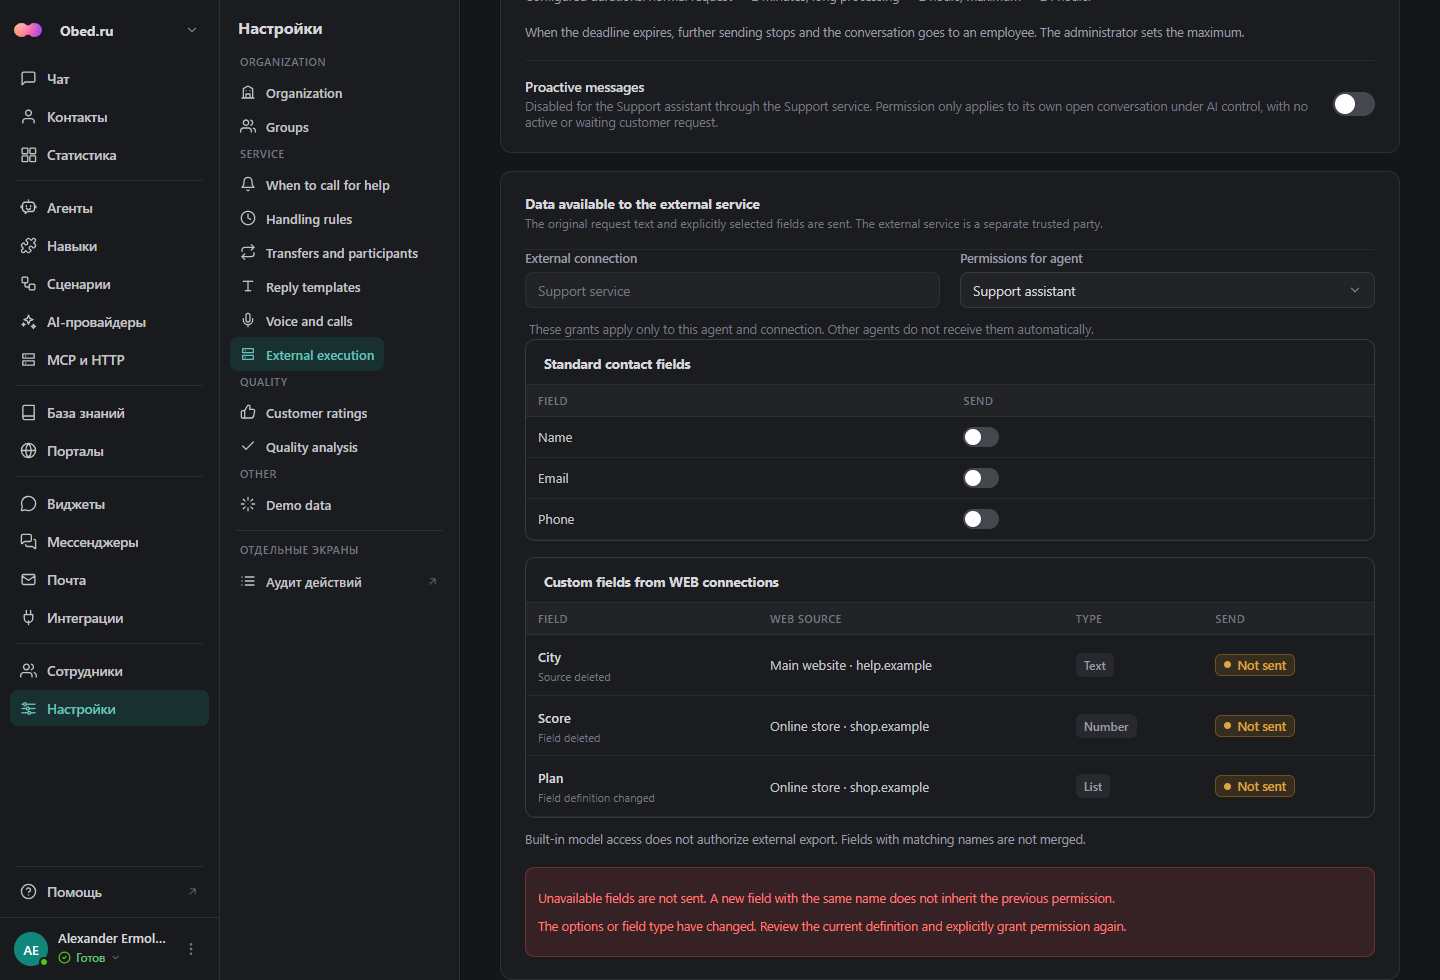 Obed.ru
Чат
Контакты
Статистика
Агенты
Навыки
Сценарии
AI-провайдеры
MCP и HTTP
База знаний
Порталы
Виджеты
Мессенджеры
Почта
Интеграции
Сотрудники
Настройки
Помощь
AE
Alexander Ermol...
Готов
Настройки
ORGANIZATION
Organization
Groups
SERVICE
When to call for help
Handling rules
Transfers and participants
Reply templates
Voice and calls
External execution
QUALITY
Customer ratings
Quality analysis
OTHER
Demo data
ОТДЕЛЬНЫЕ ЭКРАНЫ
Аудит действий
When the deadline expires, further sending stops and the conversation goes to an employee. The administrator sets the maximum.
Proactive messages
Disabled for the Support assistant through the Support service. Permission only applies to its own open conversation under AI control, with no
active or waiting customer request.
Data available to the external service
The original request text and explicitly selected fields are sent. The external service is a separate trusted party.
External connection
Permissions for agent
Support service
Support assistant
These grants apply only to this agent and connection. Other agents do not receive them automatically.
Standard contact fields
FIELD SEND
Name
Email
Phone
Custom fields from WEB connections
FIELD WEB SOURCE TYPE SEND
City
Source deleted
Main website · help.example
Text
Not sent
Score
Field deleted
Online store · shop.example
Number
Not sent
Plan
Field definition changed
Online store · shop.example
List
Not sent
Built-in model access does not authorize external export. Fields with matching names are not merged.
Unavailable fields are not sent. A new field with the same name does not inherit the previous permission.
The options or field type have changed. Review the current definition and explicitly grant permission again.